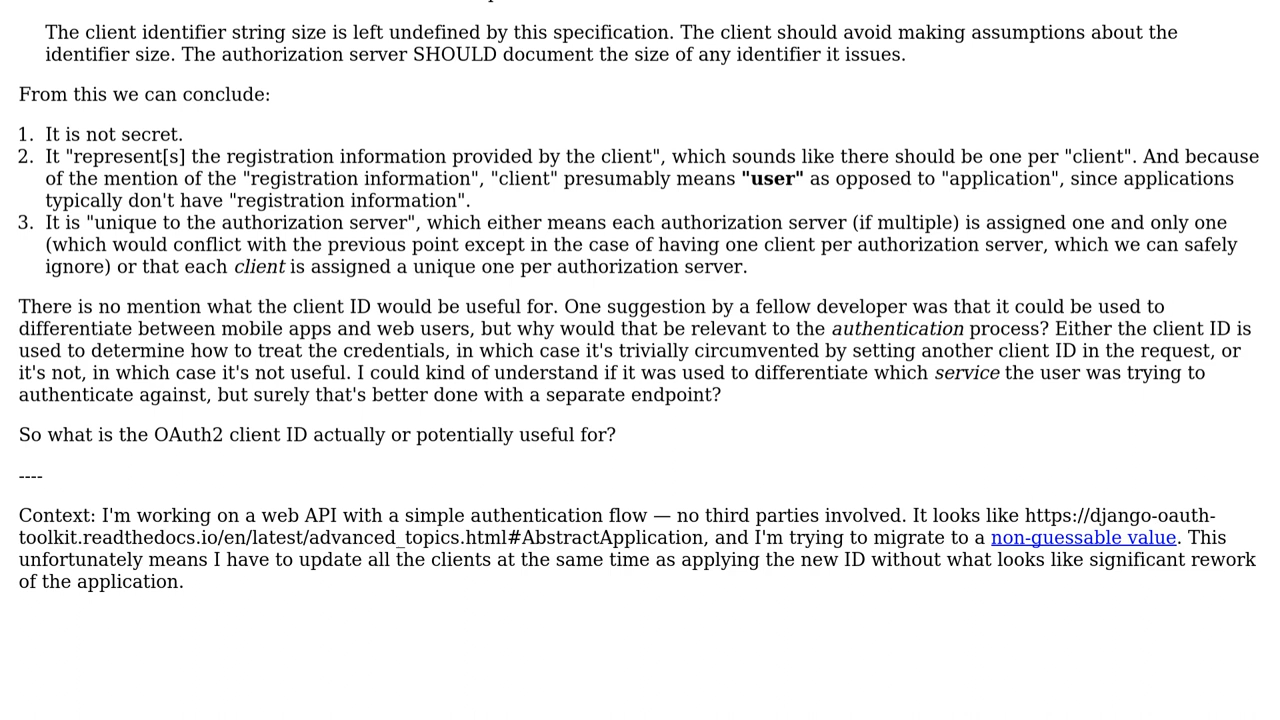 The client identifier string size is left undefined by this specification. The client should avoid making assumptions about the
identifier size. The authorization server SHOULD document the size of any identifier it issues.
From this we can conclude:
1. It is not secret.
2. It "represent[s] the registration information provided by the client", which sounds like there should be one per "client". And because
of the mention of the "registration information", "client" presumably means "user" as opposed to "application", since applications
typically don't have "registration information".
3. It is "unique to the authorization server", which either means each authorization server (if multiple) is assigned one and only one
(which would conflict with the previous point except in the case of having one client per authorization server, which we can safely
ignore) or that each client is assigned a unique one per authorization server.
There is no mention what the client ID would be useful for. One suggestion by a fellow developer was that it could be used to
differentiate between mobile apps and web users, but why would that be relevant to the authentication process? Either the client ID is
used to determine how to treat the credentials, in which case it's trivially circumvented by setting another client ID in the request, or
it's not, in which case it's not useful. I could kind of understand if it was used to differentiate which service the user was trying to
authenticate against, but surely that's better done with a separate endpoint?
So what is the OAuth2 client ID actually or potentially useful for?
----
Context: I'm working on a web API with a simple authentication flow — no third parties involved. It looks like https://django-oauth-
toolkit.readthedocs.io/en/latest/advanced_topics.html#AbstractApplication, and I'm trying to migrate to a non-guessable value. This
unfortunately means I have to update all the clients at the same time as applying the new ID without what looks like significant rework
of the application.